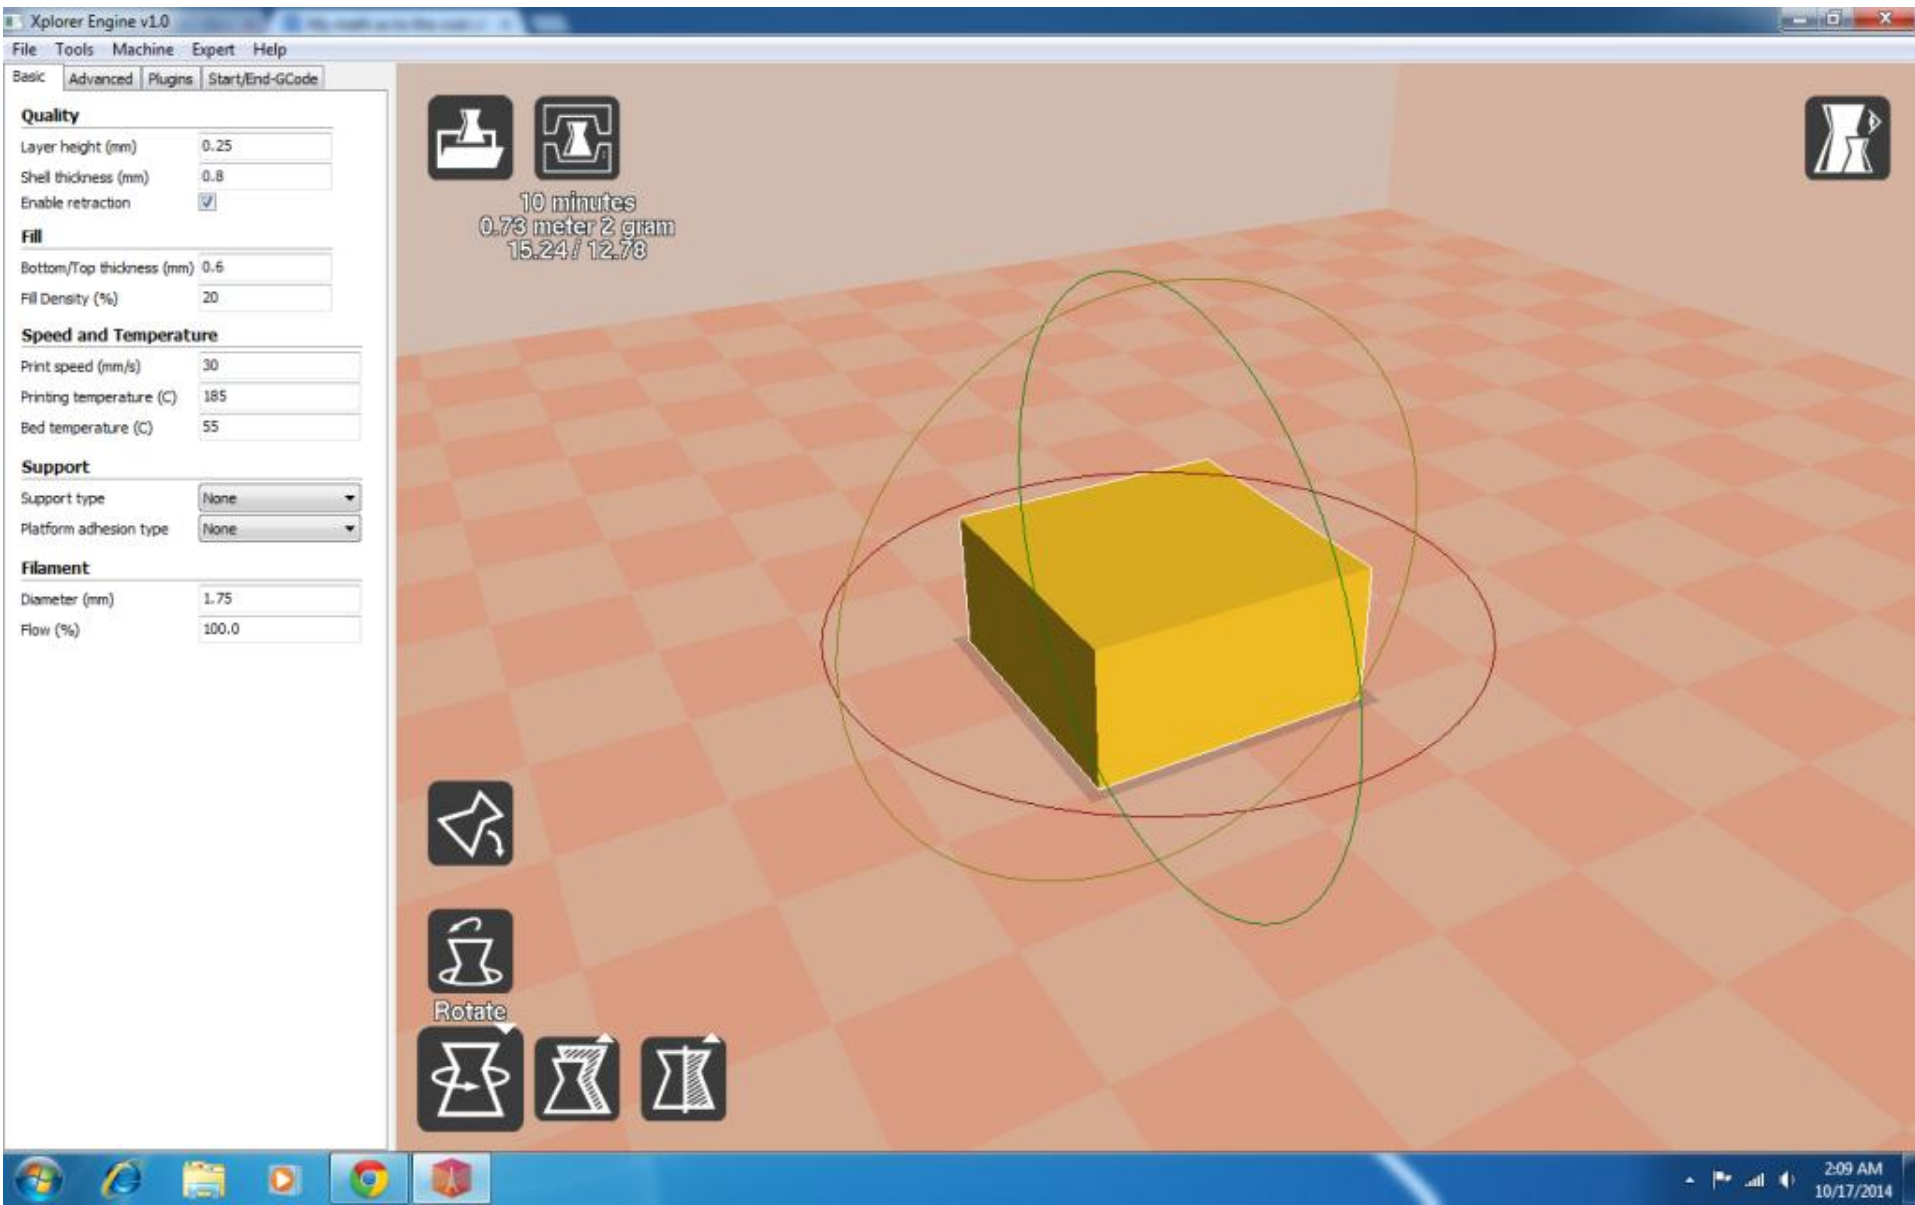 Xplorer Engine v1.0
File Tools Machine Expert Help
Basic Advanced Plugins Start/End-GCode
Quality
Layer height (mm) 0.25
Shell thickness (mm) 0.8
Enable retraction
Fill
Bottom/Top thickness (mm) 0.6
Fill Density (%) 20
Speed and Temperature
Print speed (mm/s) 30
Printing temperature (C) 185
Bed temperature (C) 55
Support
Support type None
Platform adhesion type None
Filament
Diameter (mm) 1.75
Flow (%) 100.0
10 minutes
0.73 meter 2 gram
15.24 / 12.78
Rotate
2:09 AM
10/17/2014